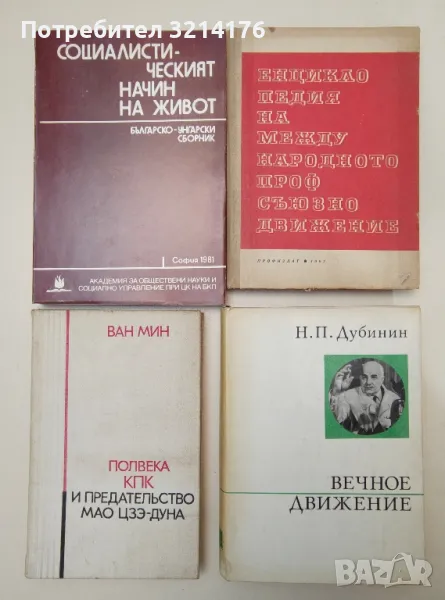 Потребител 3214176
СОЦИАЛИСТИ-
ЧЕСКИЯТ
НАЧИН
НА ЖИВОТ
БЪЛГАРСКО-УНГАРСКИ
СБОРНИК
София 1981
АКАДЕМИЯ ЗА ОБЩЕСТВЕНИ НАУКИ И
СОЦИАЛНО УПРАВЛЕНИЕ ПРИ ЦК НА БКП
ЕНЦИКЛО
ПЕДИЯ
НА
МЕЖДУ
НАРОДНОТО
ПРОФ
СЪЮЗНО
ДВИЖЕНИЕ
ПРОФИЗДАТ
ВАН МИН
ПОЛВЕКА
КПК
И ПРЕДАТЕЛЬСТВО
МАО ЦЗЭ-ДУНА
Н.П. Дубинин
ВЕЧНОЕ
ДВИЖЕНИЕ
BAZAR